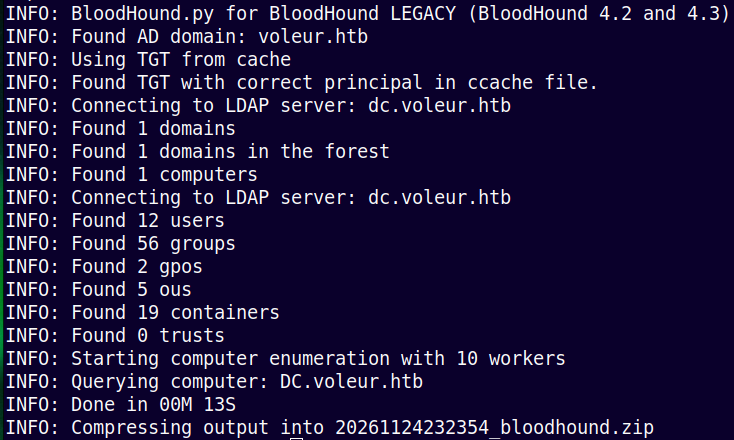 INFO: BloodHound.py for BloodHound LEGACY (BloodHound 4.2 and 4.3)
INFO: Found AD domain: voleur.htb
INFO: Using TGT from cache
INFO: Found TGT with correct principal in ccache file.
INFO: Connecting to LDAP server: dc.voleur.htb
INFO: Found 1 domains
INFO: Found 1 domains in the forest
INFO: Found 1 computers
INFO: Connecting to LDAP server: dc.voleur.htb
INFO: Found 12 users
INFO: Found 56 groups
INFO: Found 2 gpos
INFO: Found 5 ous
INFO: Found 19 containers
INFO: Found 0 trusts
INFO: Starting computer enumeration with 10 workers
INFO: Querying computer: DC.voleur.htb
INFO: Done in 00M 13S
INFO: Compressing output into 20261124232354_bloodhound.zip